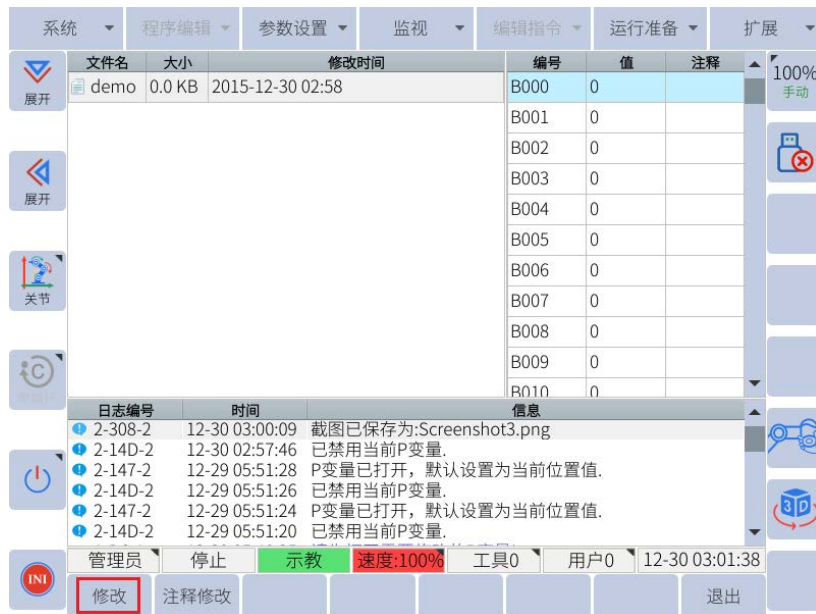 系统 程序编辑 参数设置 监视 编辑指令 运行准备 扩展
展开
展开
关节
文件名 大小 修改时间
demo 0.0 KB 2015-12-30 02:58
编号 值 注释
B000 0
B001 0
B002 0
B003 0
B004 0
B005 0
B006 0
B007 0
B008 0
B009 0
B010 0
100%
手动
3D
日志编号 时间 信息
2-308-2 12-30 03:00:09 截图已保存为:Screenshot3.png
2-14D-2 12-30 02:57:46 已禁用当前P变量.
2-147-2 12-29 05:51:28 P变量已打开，默认设置为当前位置值.
2-14D-2 12-29 05:51:26 已禁用当前P变量.
2-147-2 12-29 05:51:24 P变量已打开，默认设置为当前位置值.
2-14D-2 12-29 05:51:20 已禁用当前P变量.
管理员 停止 示教 速度:100% 工具0 用户0 12-30 03:01:38
INI
修改 注释修改 退出